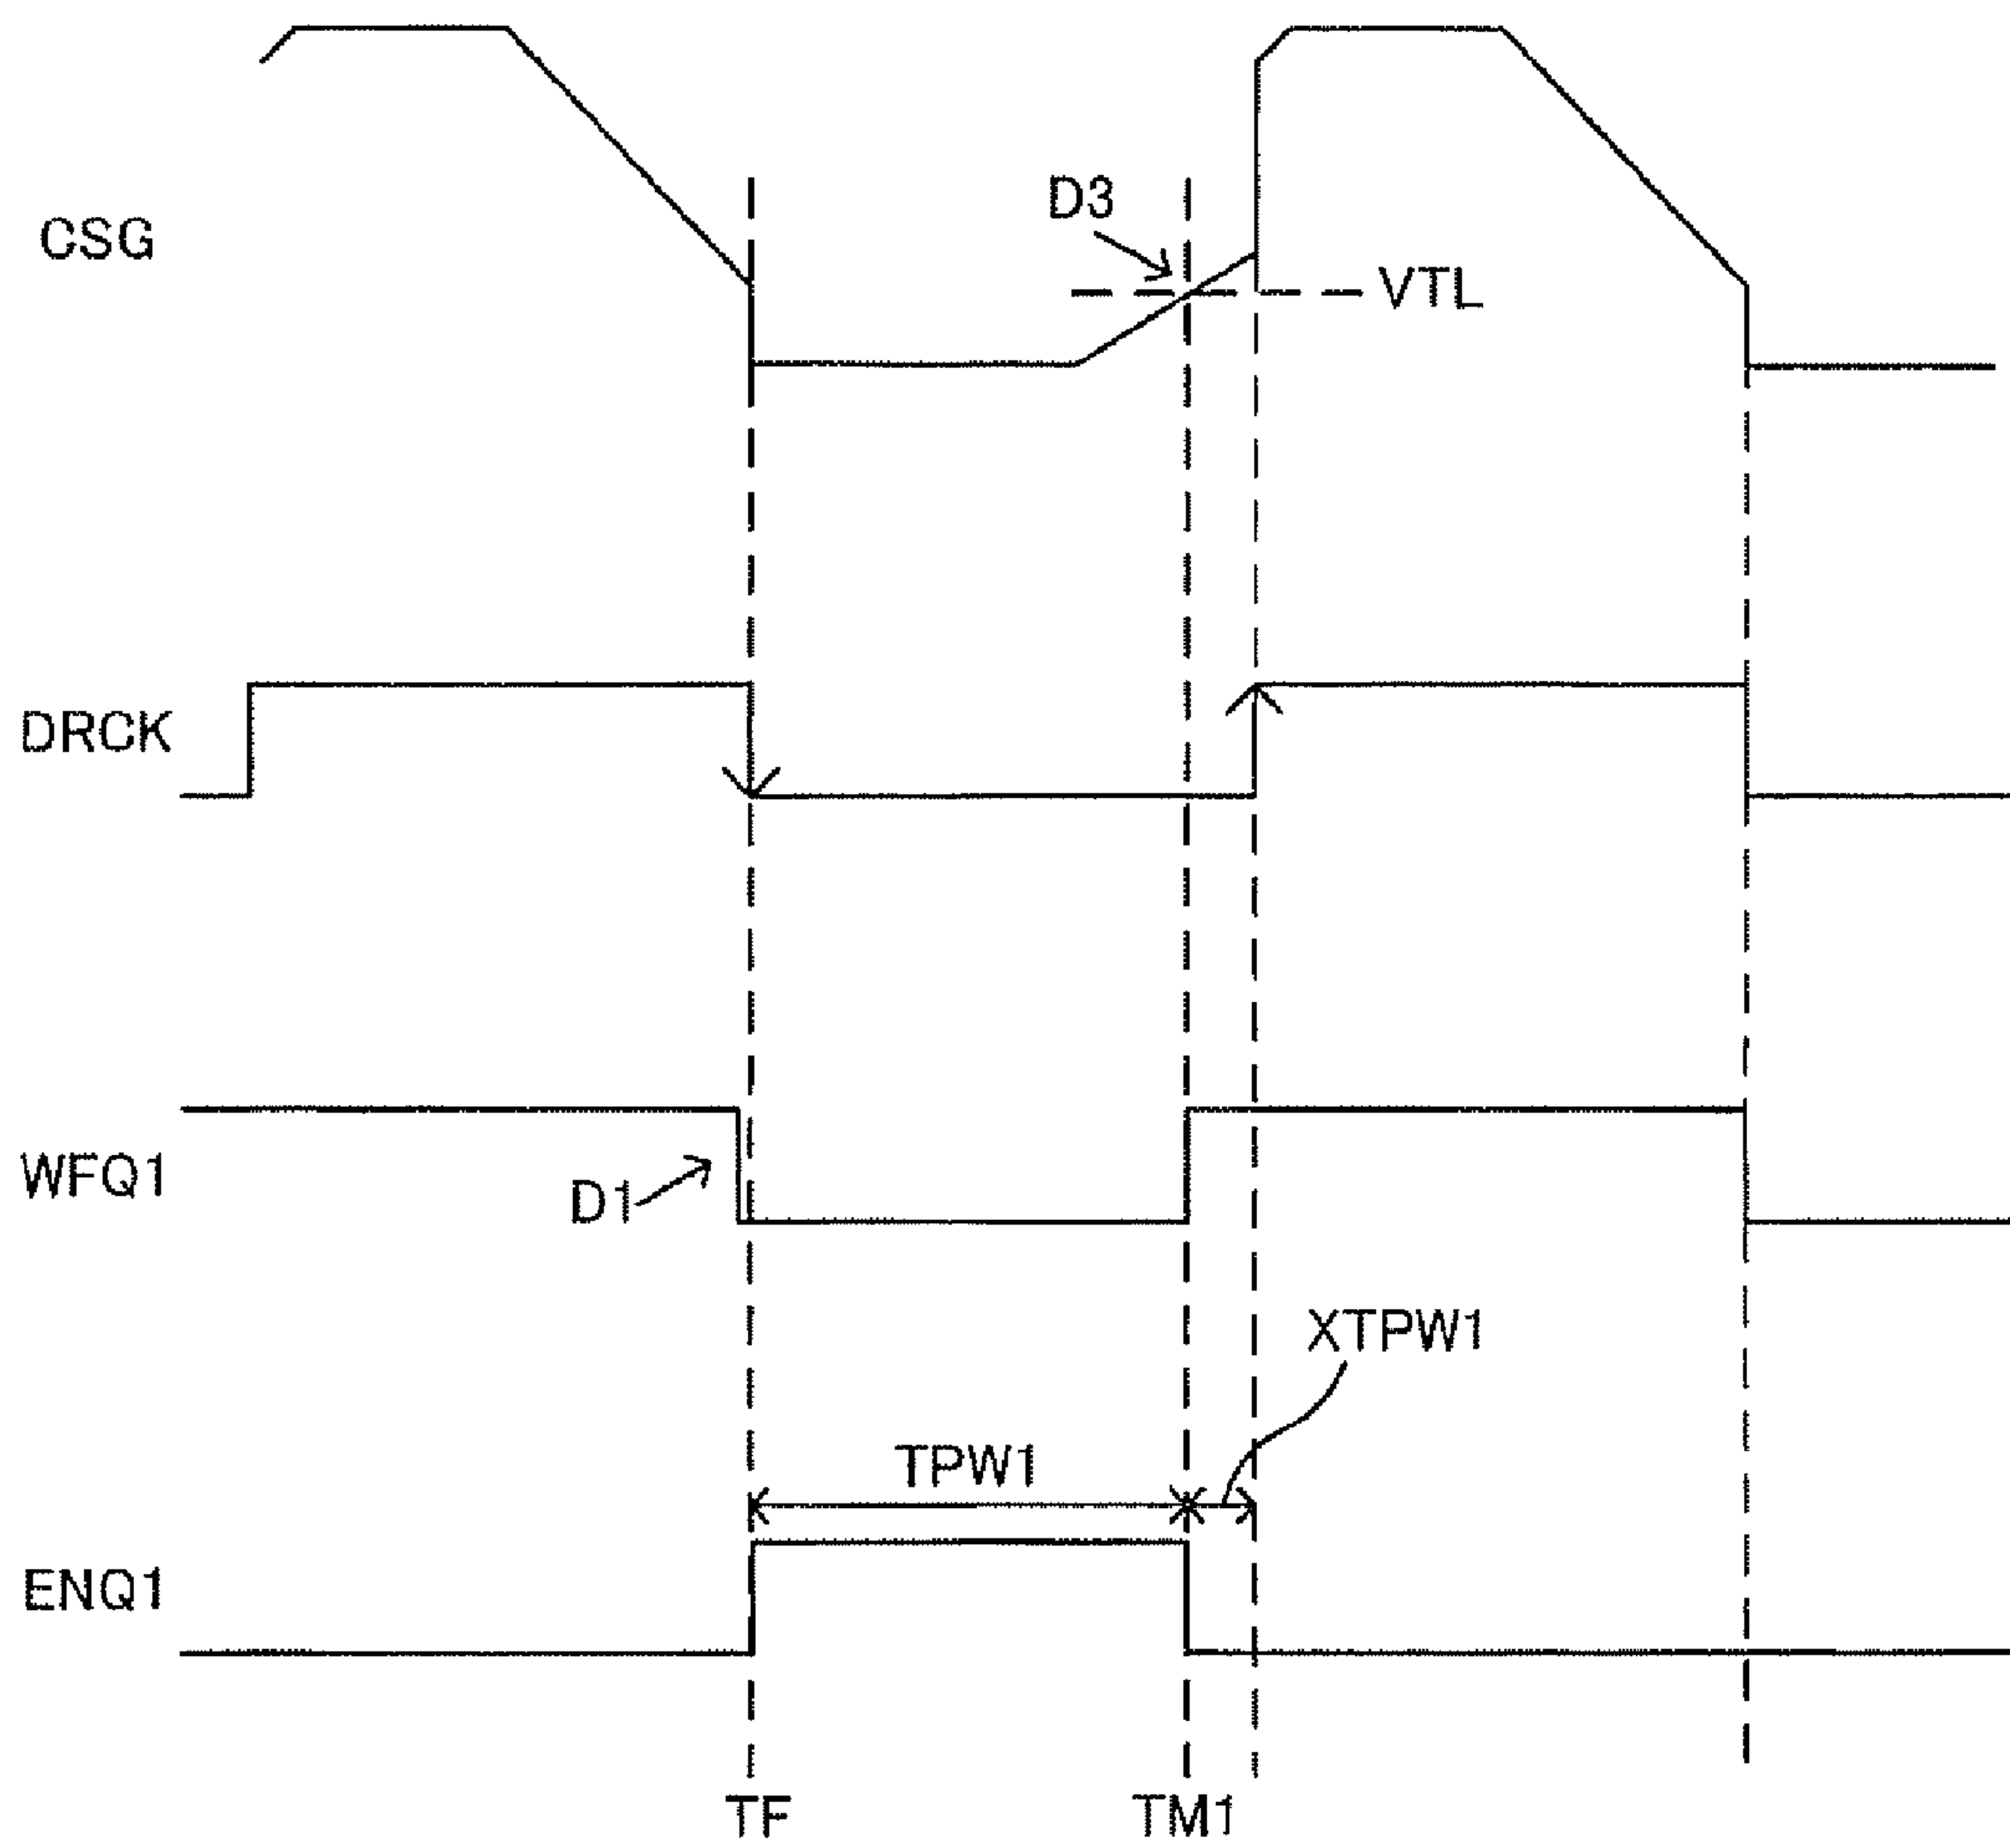 D3
CSG
VTL
DRCK
WFQ1
D1
XTPW1
TPW1
ENQ1
TF
TM1